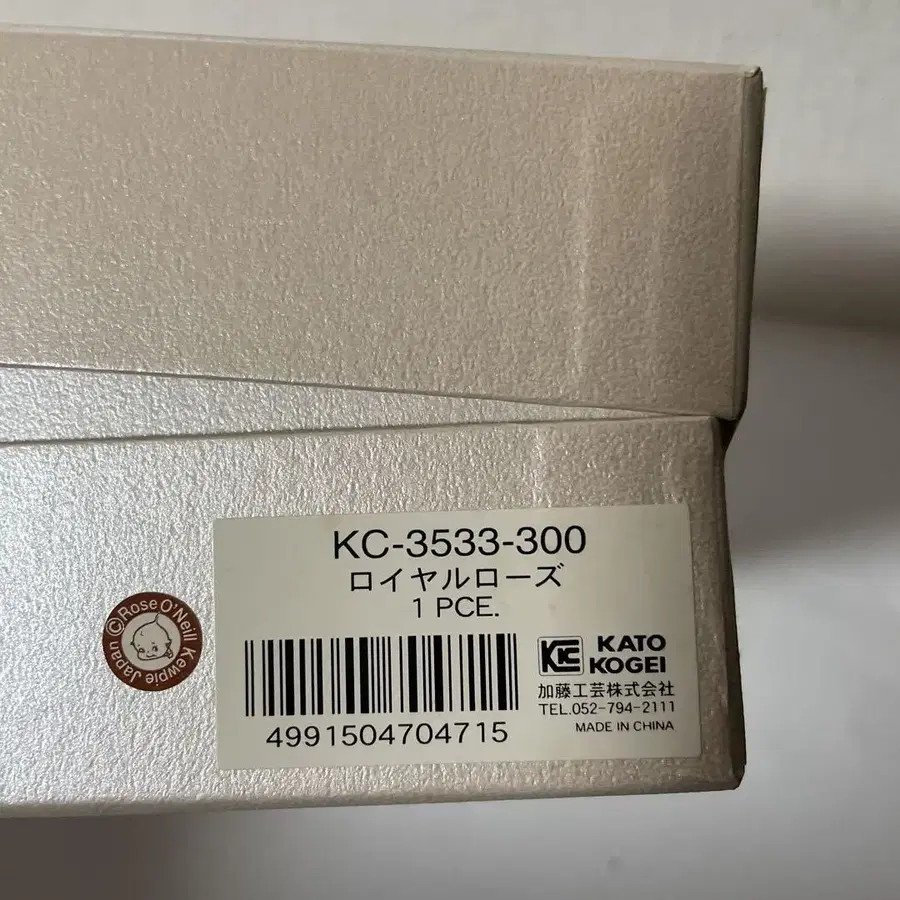 KC-3533-300
ロイヤルローズ
1 PCE.
©Rose O'Neill Kewpie Japan
KC KATO KOGEI
加藤工芸株式会社
TEL.052-794-2111
MADE IN CHINA
4991504704715